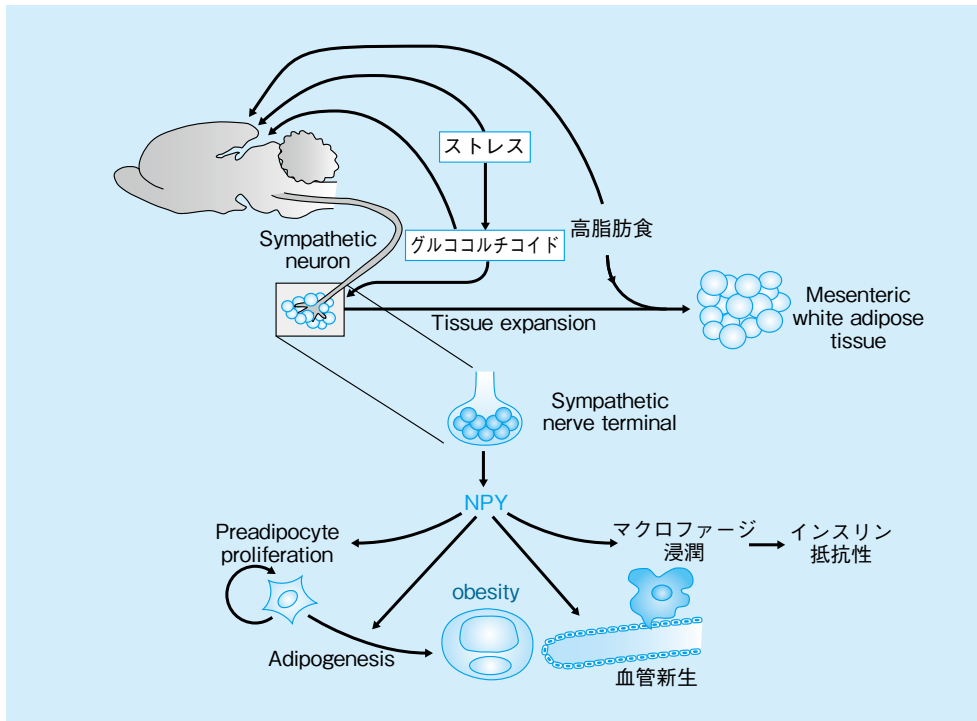 ストレス
Sympathetic
neuron
グルココルチコイド
高脂肪食
Tissue expansion
Mesenteric
white adipose
tissue
Sympathetic
nerve terminal
NPY
Preadipocyte
proliferation
マクロファージ
浸潤
インスリン
抵抗性
obesity
Adipogenesis
血管新生